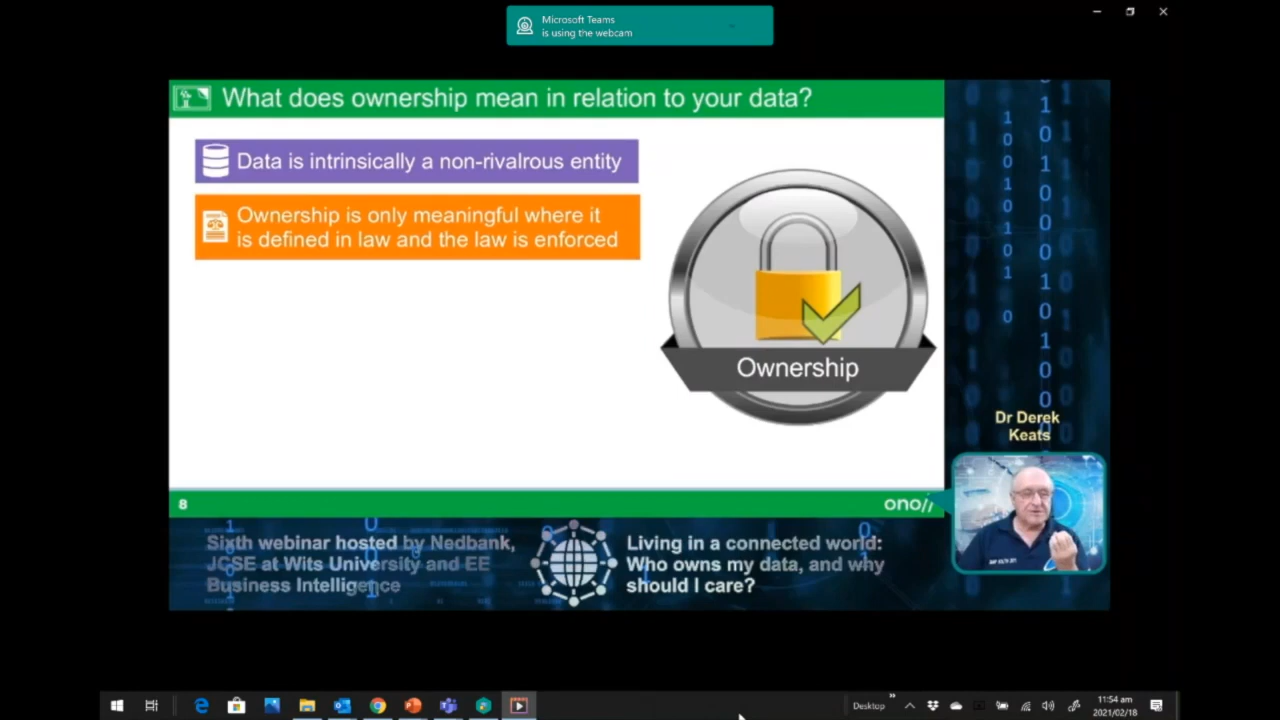 Microsoft Teams
is using the webcam
What does ownership mean in relation to your data?
Data is intrinsically a non-rivalrous entity
Ownership is only meaningful where it
is defined in law and the law is enforced
Ownership
Dr Derek
Keats
8
ono//
Sixth webinar hosted by Nedbank,
JCSE at Wits University and EE
Business Intelligence
Living in a connected world:
Who owns my data, and why
should I care?
Desktop
11:54 am
2021/02/18